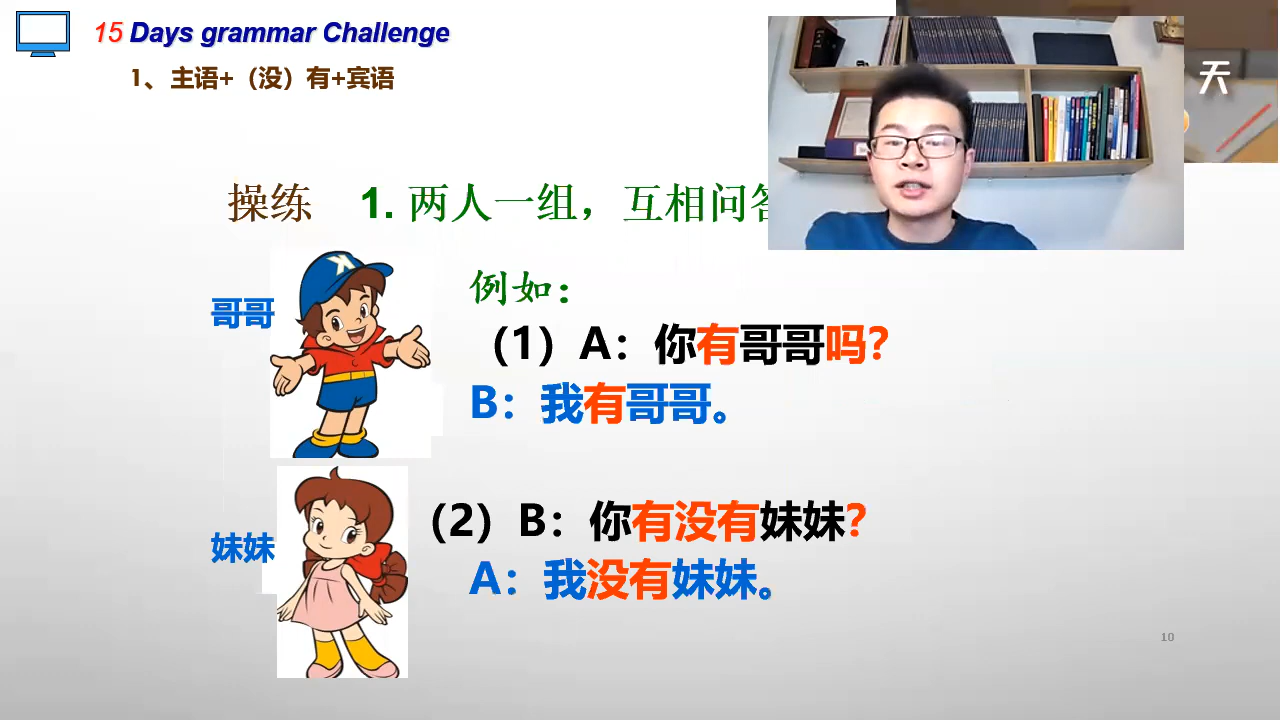 15 Days grammar Challenge
1、主语+（没）有+宾语
天
操练 1. 两人一组，互相问答
哥哥
例如：
（1）A：你有哥哥吗？
B：我有哥哥。
（2）B：你有没有妹妹？
妹妹
A：我没有妹妹。
10